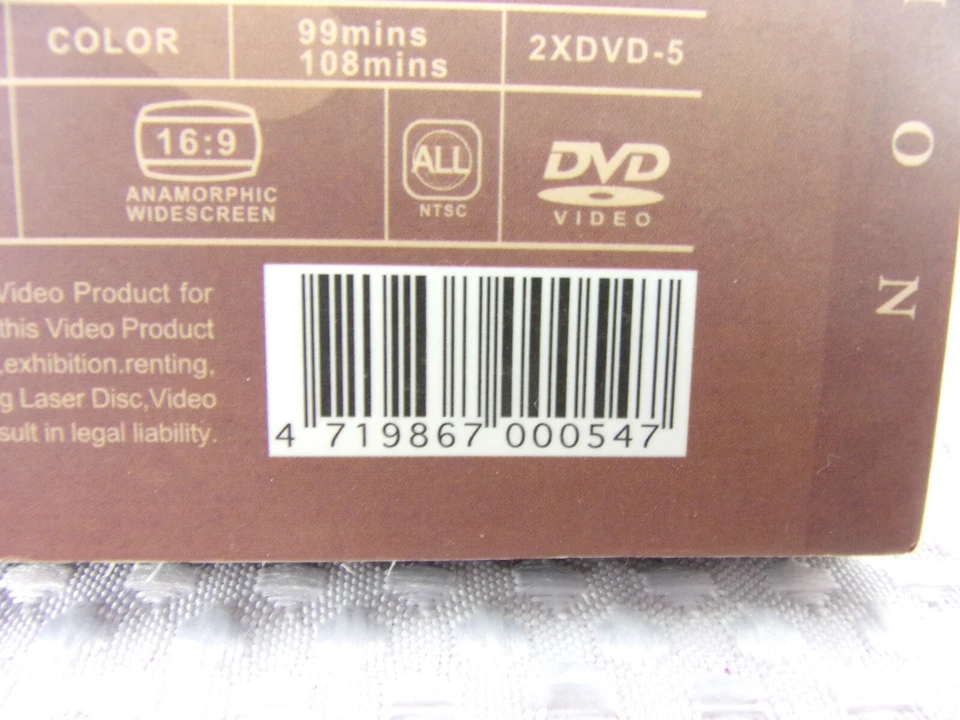 COLOR
99mins
108mins
2XDVD-5
16:9
ANAMORPHIC
WIDESCREEN
ALL
NTSC
DVD
VIDEO
Video Product for
this Video Product
,exhibition.renting,
Laser Disc,Video
in legal liability.
4 719867 000547
O
N